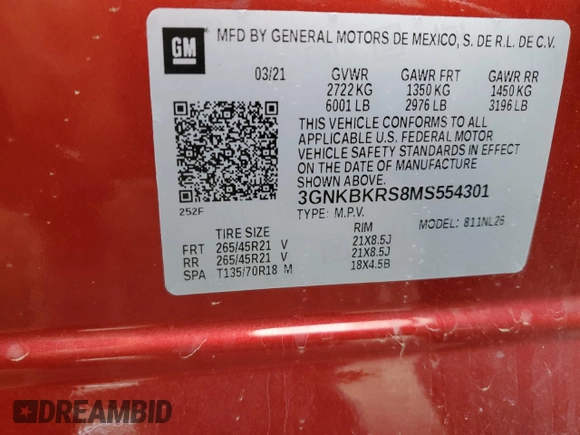 GM
MFD BY GENERAL MOTORS DE MEXICO, S. DE R.L. DE C.V.
03/21 GVWR GAWR FRT GAWR RR
2722 KG 1350 KG 1450 KG
6001 LB 2976 LB 3196 LB
THIS VEHICLE CONFORMS TO ALL
APPLICABLE U.S. FEDERAL MOTOR
VEHICLE SAFETY STANDARDS IN EFFECT
ON THE DATE OF MANUFACTURE
SHOWN ABOVE.
3GNKBKRS8MS554301
252F
TYPE: M.P.V. MODEL: 811NL26
TIRE SIZE RIM
FRT 265/45R21 V 21X8.5J
RR 265/45R21 V 21X8.5J
SPA T135/70R18 M 18X4.5B
DREAMBID